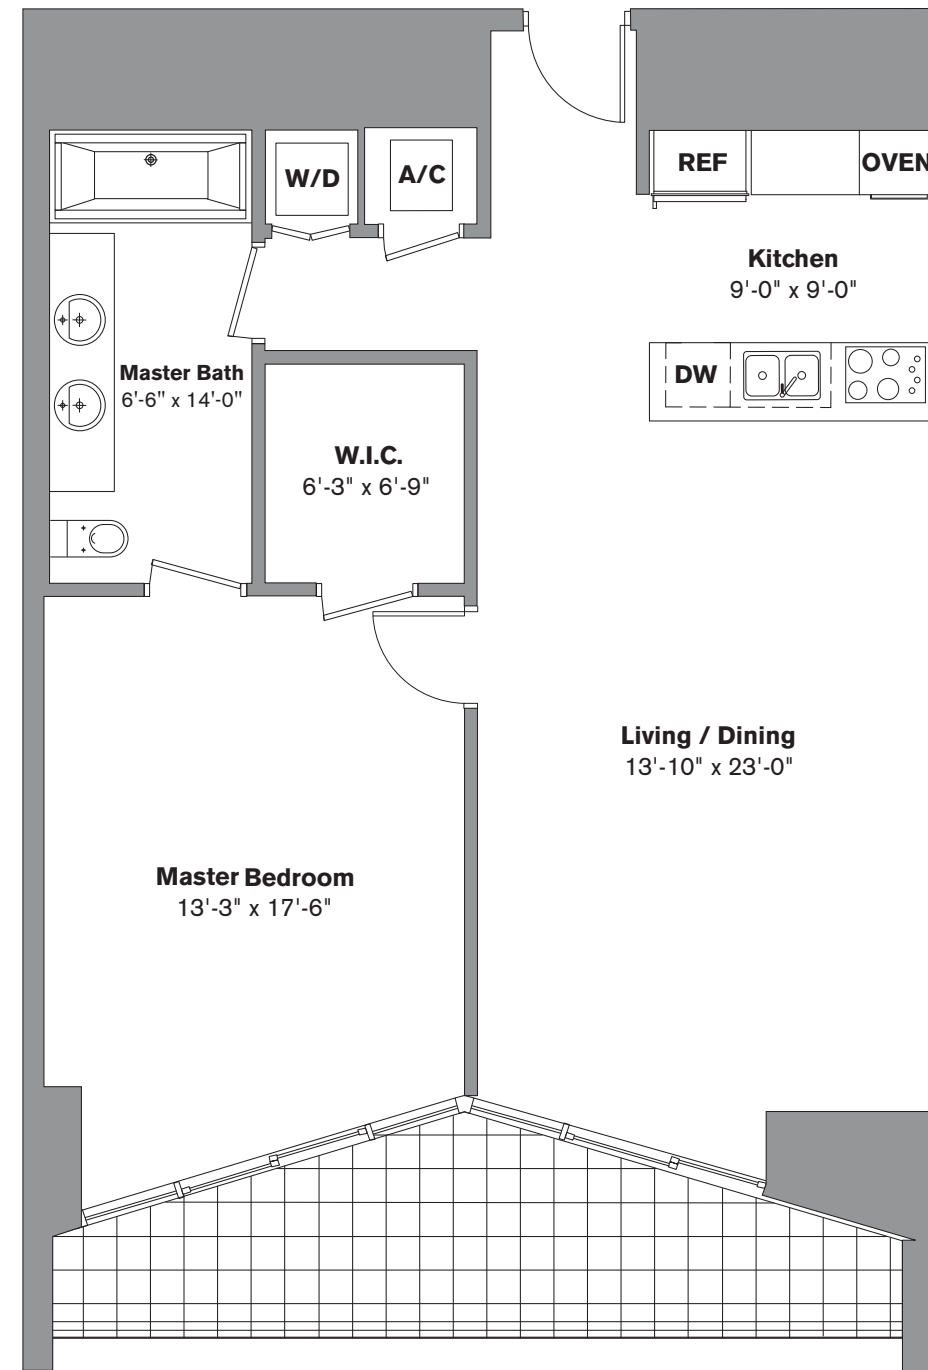 W/D
A/C
REF
OVEN
Kitchen
9'-0" x 9'-0"
DW
Master Bath
6'-6" x 14'-0"
W.I.C.
6'-3" x 6'-9"
Living / Dining
13'-10" x 23'-0"
Master Bedroom
13'-3" x 17'-6"